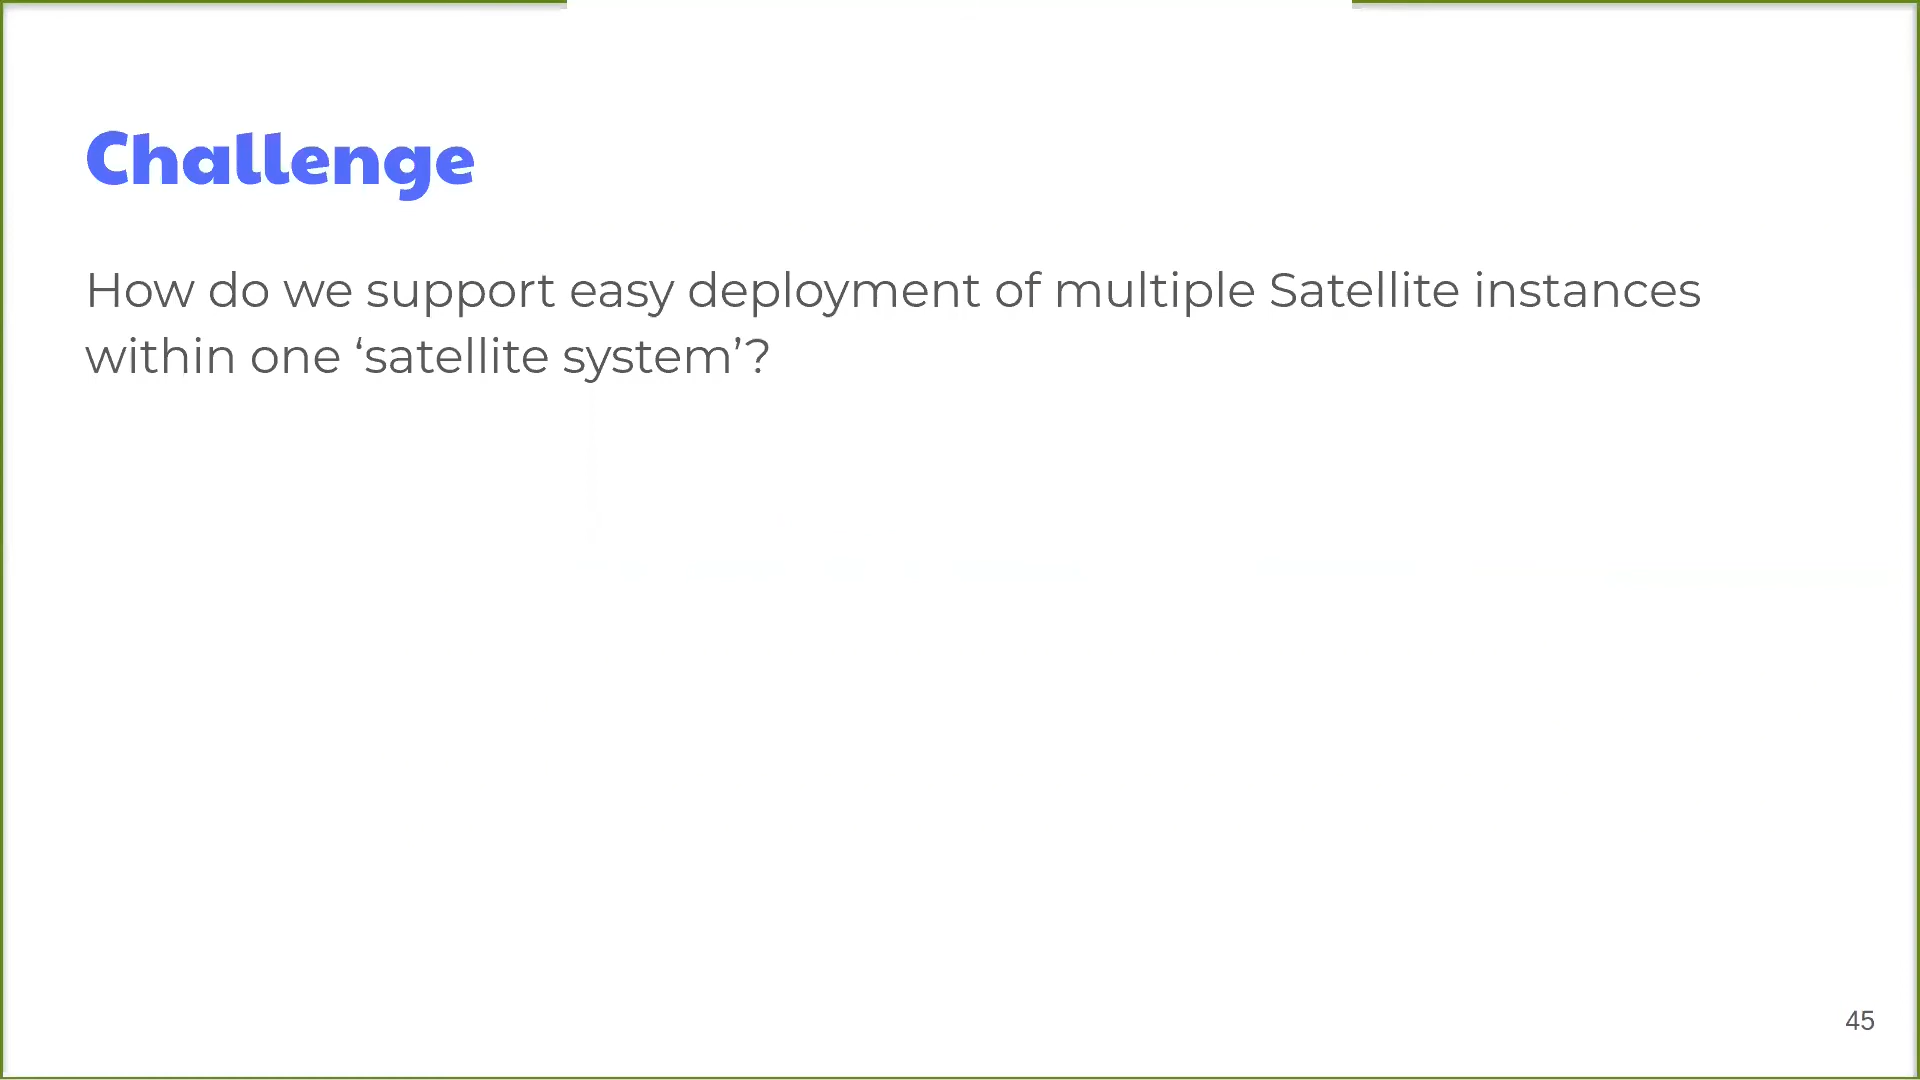 Challenge
How do we support easy deployment of multiple Satellite instances
within one ‘satellite system’?
45